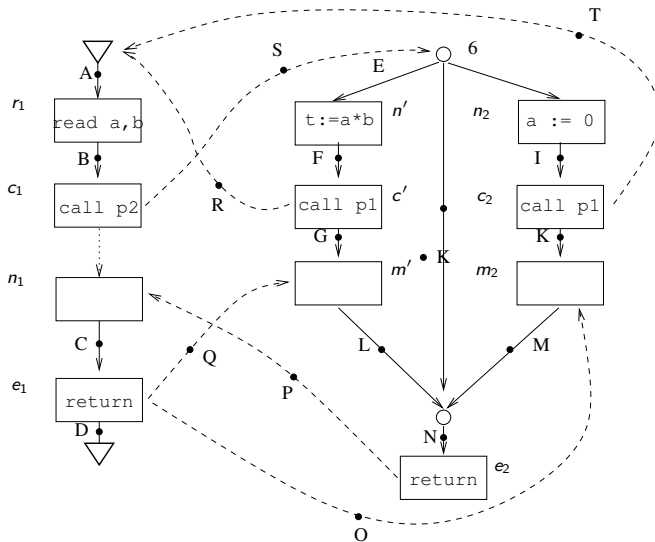 T
S
6
A
E
r1
read a,b
t:=a*b
n′
n2
a := 0
B
F
I
c1
call p2
R
call p1
c′
c2
call p1
G
K
n1
m′
K
m2
C
Q
L
M
P
e1
return
D
N
return
e2
O